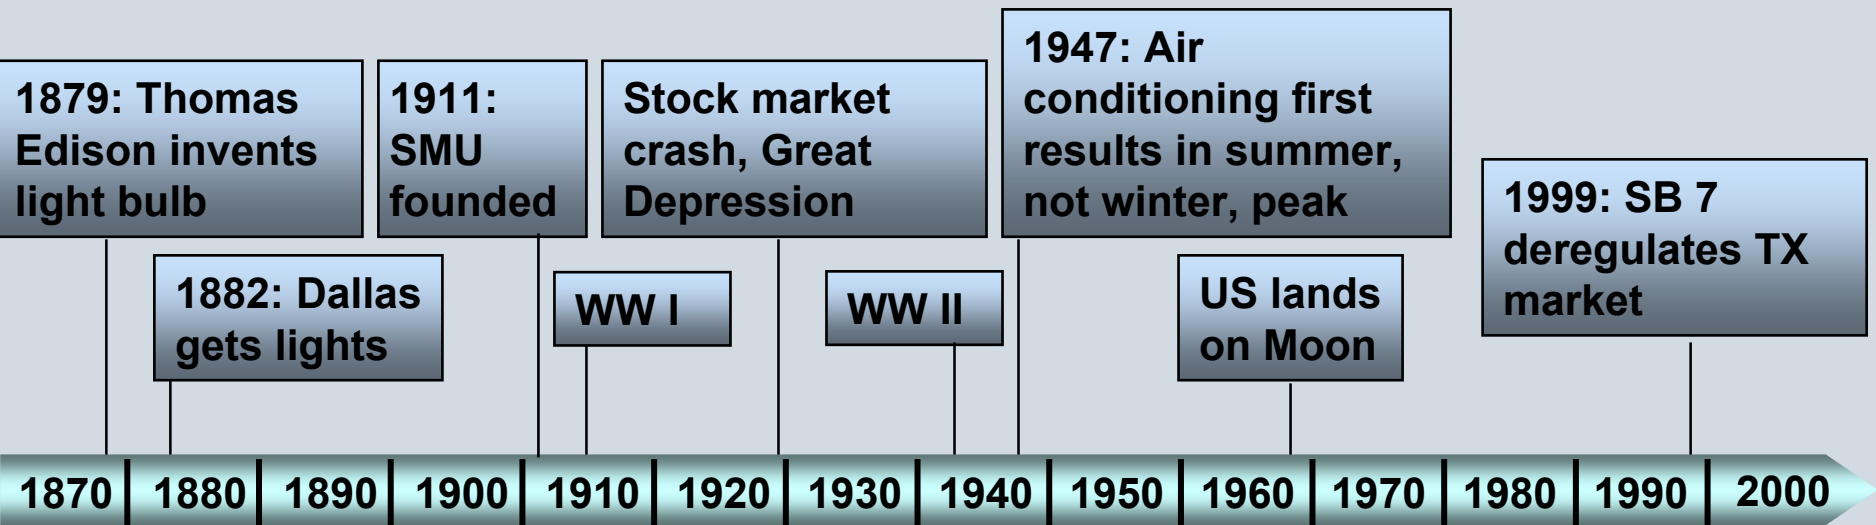 1879: Thomas
Edison invents
light bulb
1882: Dallas
gets lights
1911:
SMU
founded
WW I
Stock market
crash, Great
Depression
WW II
1947: Air
conditioning first
results in summer,
not winter, peak
US lands
on Moon
1999: SB 7
deregulates TX
market
1870 1880 1890 1900 1910 1920 1930 1940 1950 1960 1970 1980 1990 2000